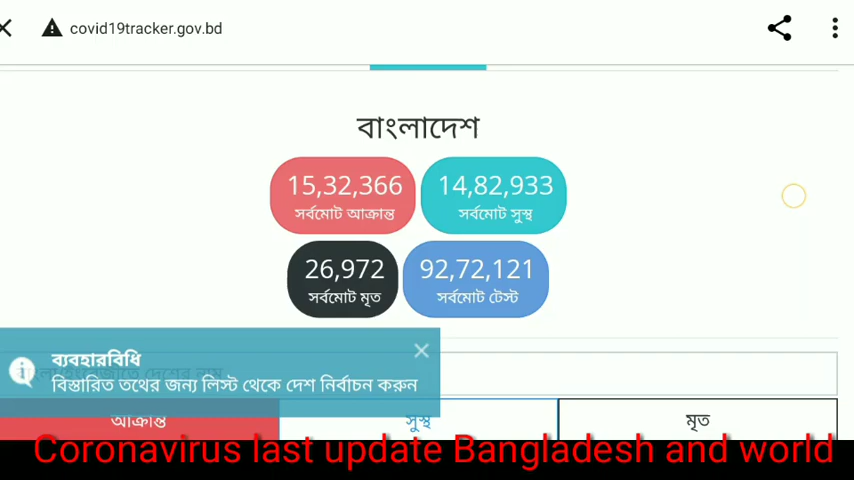 covid19tracker.gov.bd
বাংলাদেশ
15,32,366
সর্বমোট আক্রান্ত
14,82,933
সর্বমোট সুস্থ
26,972
সর্বমোট মৃত
92,72,121
সর্বমোট টেস্ট
ব্যবহারবিধি
বিস্তারিত তথের জন্য লিস্ট থেকে দেশ নির্বাচন করুন
আক্রান্ত
সুস্থ
মৃত
Coronavirus last update Bangladesh and world